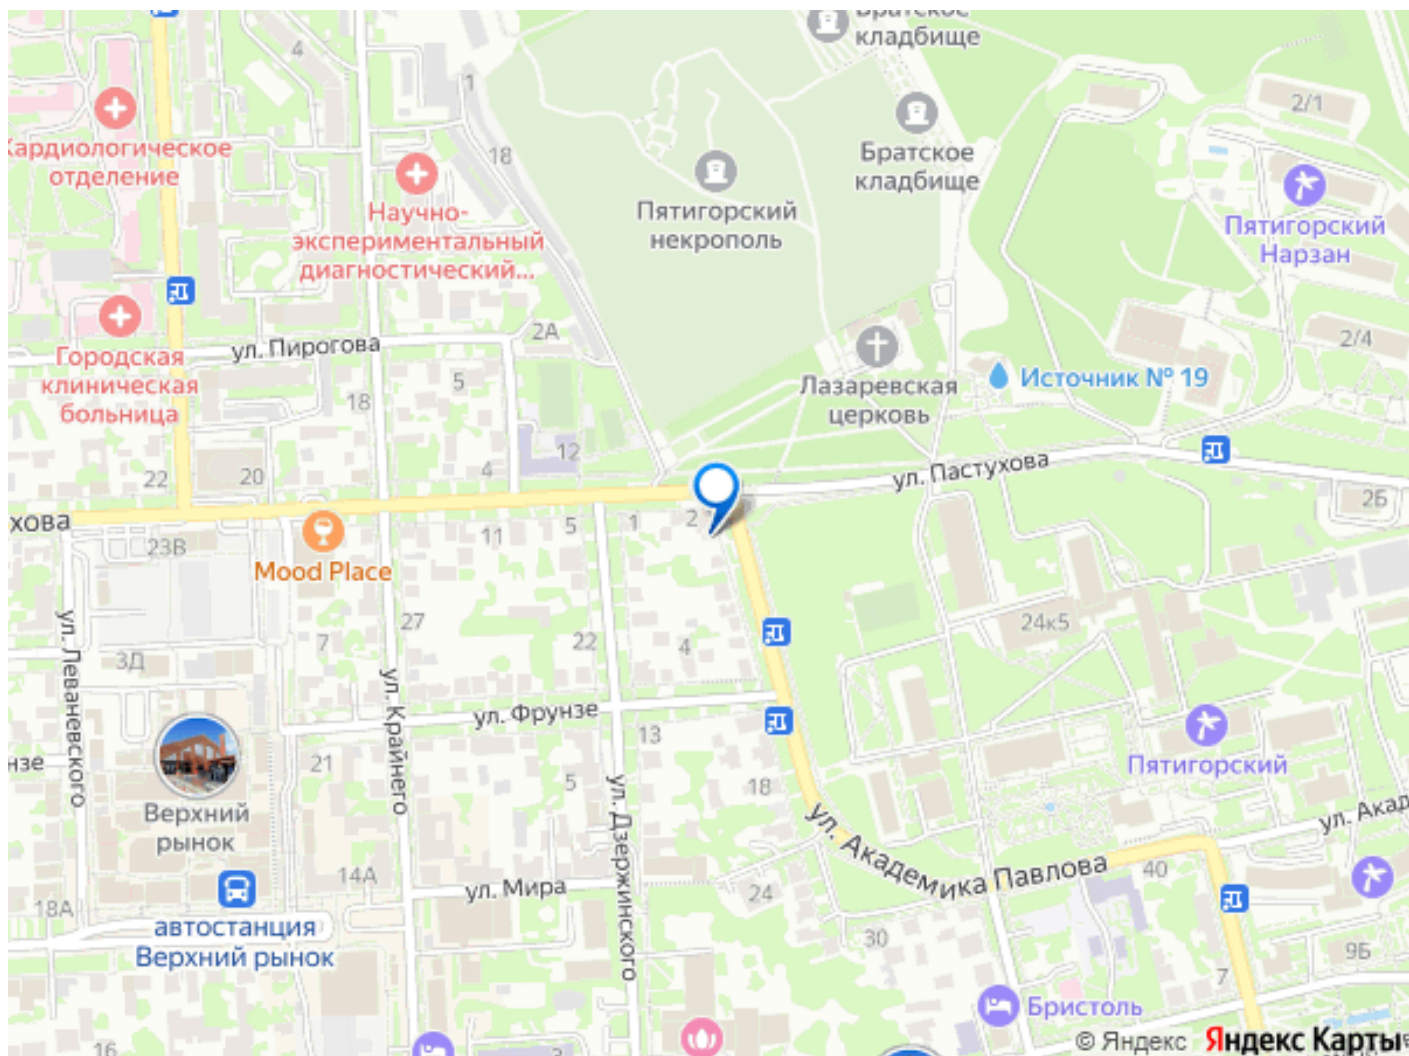 Братское
кладбище
4
1
2/1
Кардиологическое
отделение
18
Братское
кладбище
Научно-
экспериментальный
диагностический...
Пятигорский
некрополь
Пятигорский
Нарзан
Городская
клиническая
больница
ул. Пирогова
2А
5
18
Лазаревская
церковь
Источник № 19
2/4
22
20
4
12
ул. Пастухова
2Б
хова
23В
Mood Place
11
5
1
2
ул. Леваневского
7
27
22
4
24к5
3Д
ул. Крайнего
ул. Фрунзе
нзе
21
13
5
18
Пятигорский
Верхний
рынок
ул. Дзержинского
ул. Академика Павлова
ул. Акад
14А
ул. Мира
24
40
18А
автостанция
Верхний рынок
30
9Б
7
Бристоль
16
3
© Яндекс Яндекс Карты